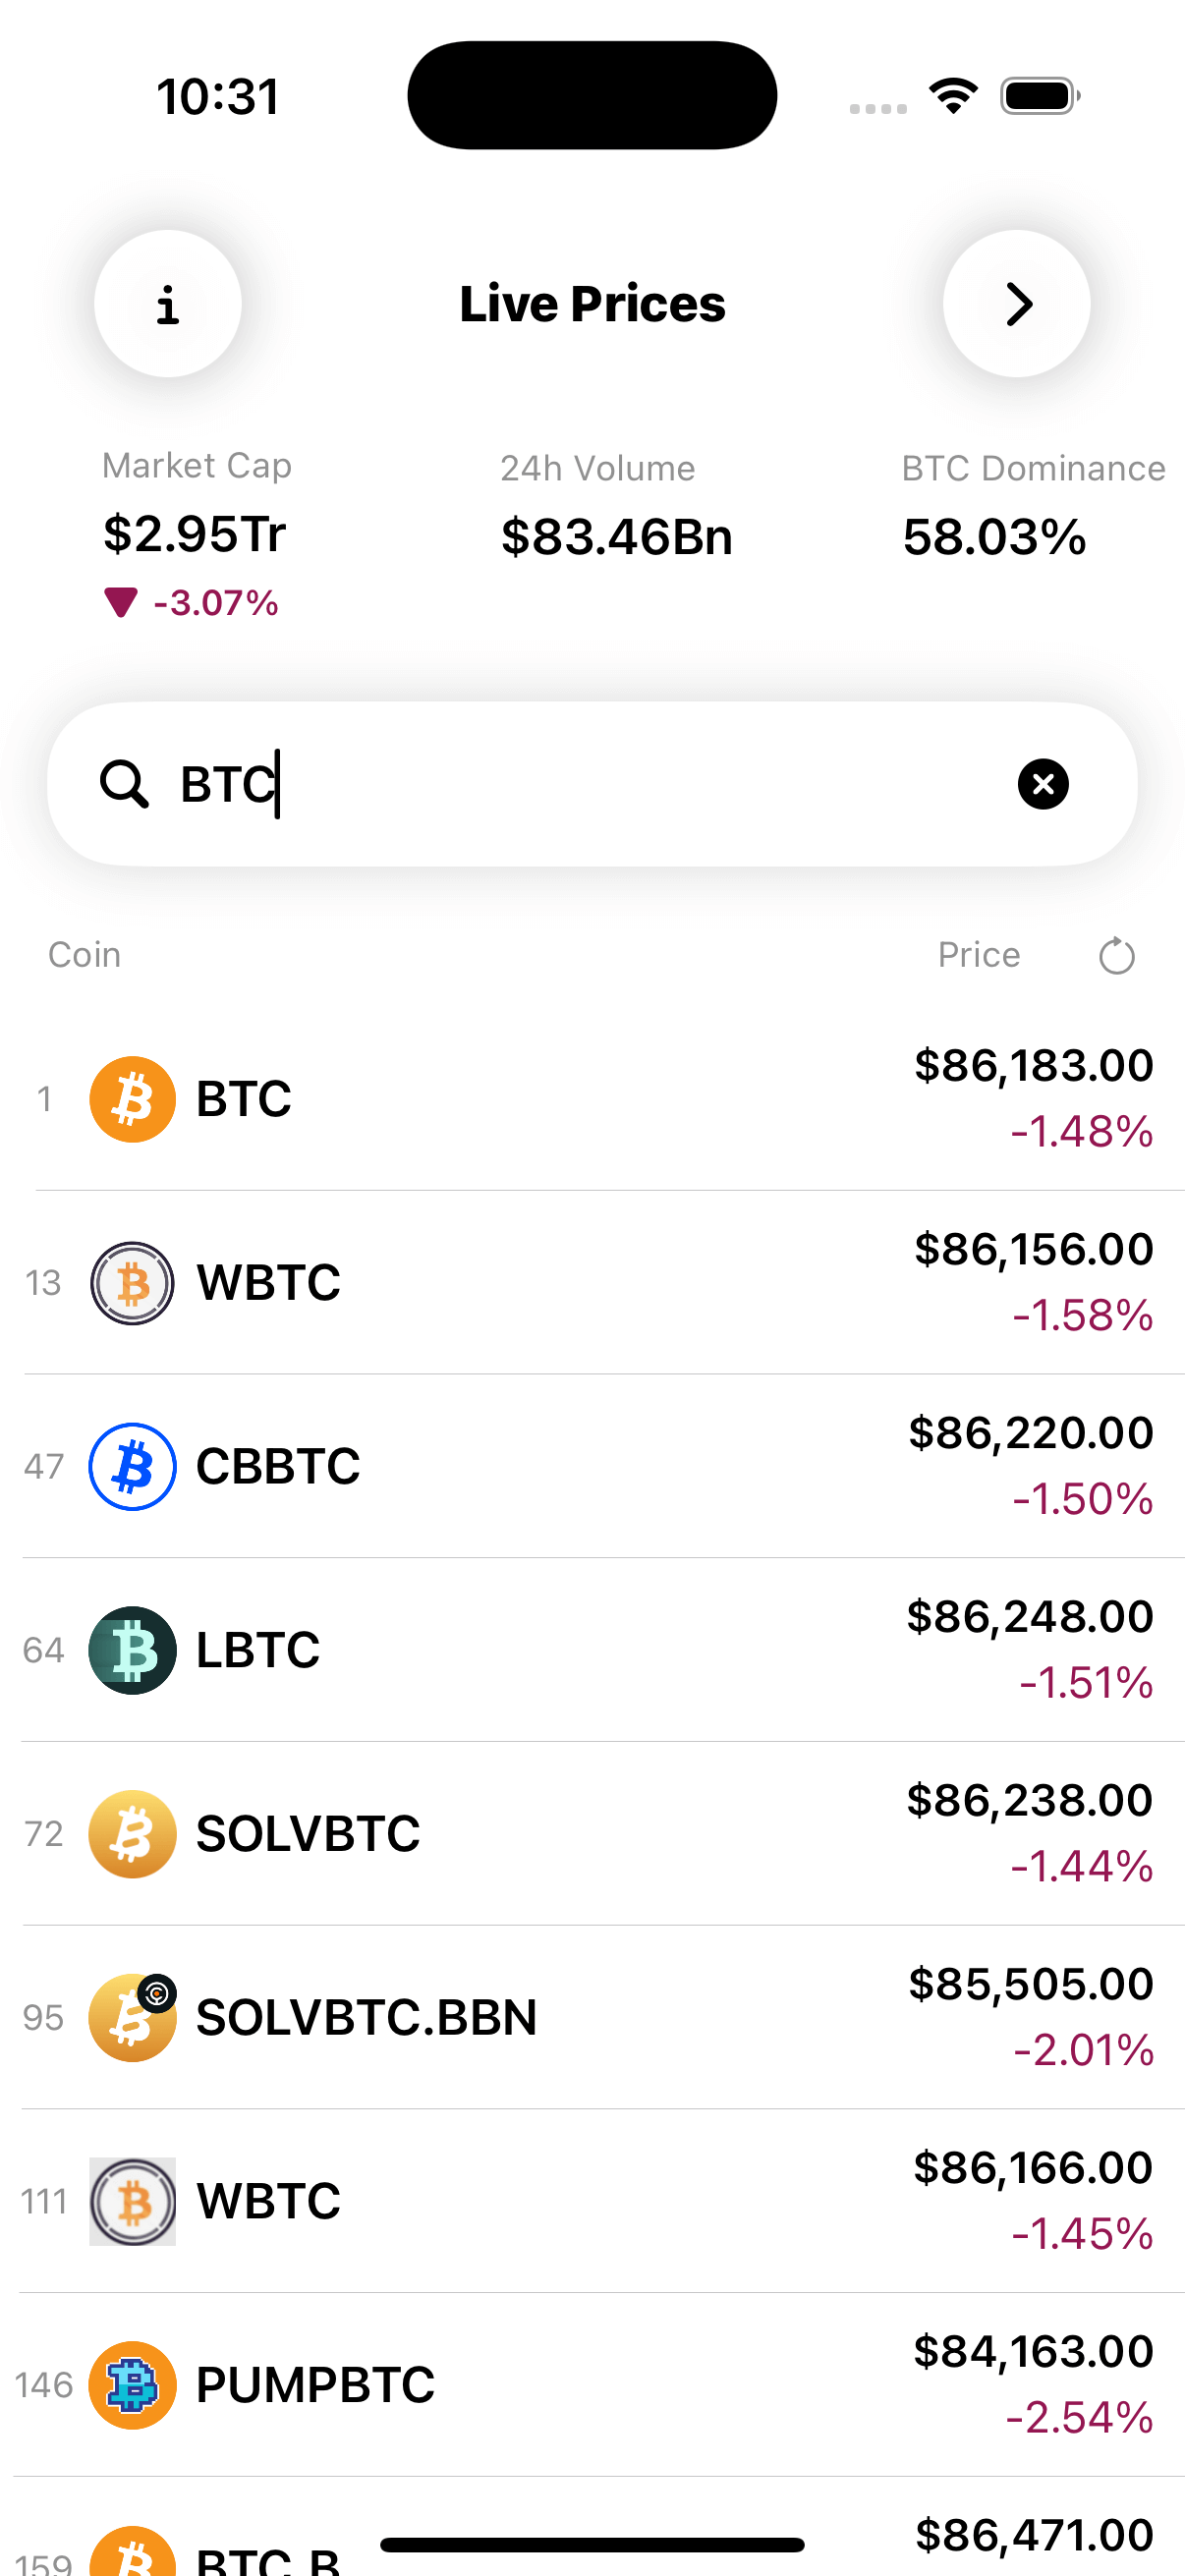 10:31
Live Prices
Market Cap 24h Volume BTC Dominance
$2.95Tr $83.46Bn 58.03%
-3.07%
BTC
Coin Price
1 BTC $86,183.00
-1.48%
13 WBTC $86,156.00
-1.58%
47 CBBTC $86,220.00
-1.50%
64 LBTC $86,248.00
-1.51%
72 SOLVBTC $86,238.00
-1.44%
95 SOLVBTC.BBN $85,505.00
-2.01%
111 WBTC $86,166.00
-1.45%
146 PUMPBTC $84,163.00
-2.54%
159 BTC.B $86,471.00